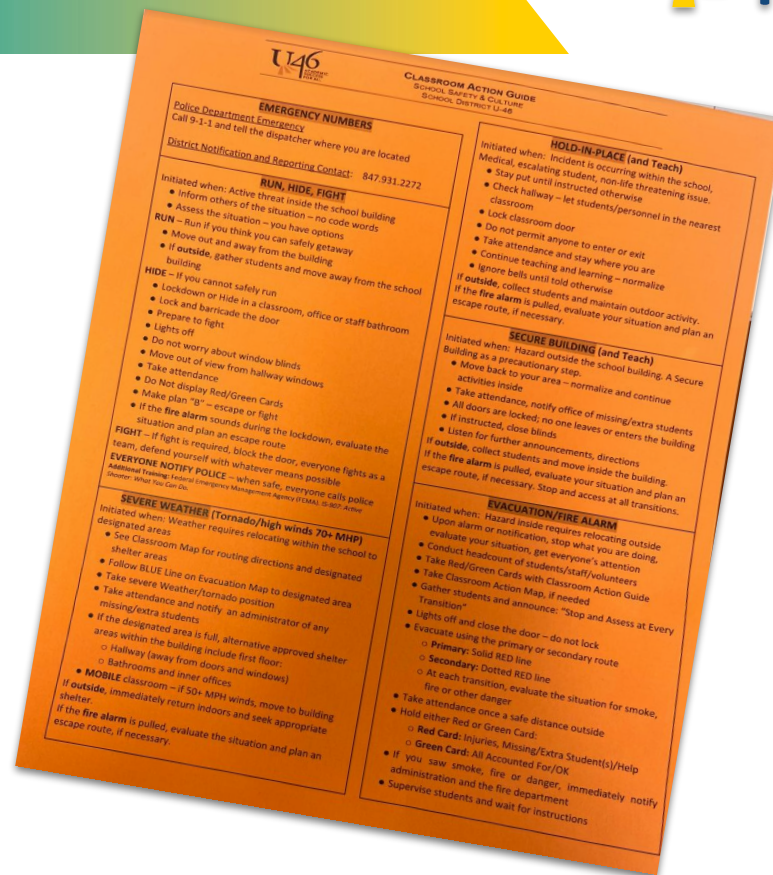 U46
CLASSROOM ACTION GUIDE
SCHOOL SAFETY & CULTURE
SCHOOL DISTRICT U-46
EMERGENCY NUMBERS
Police Department Emergency
Call 9-1-1 and tell the dispatcher where you are located
District Notification and Reporting Contact: 847.931.2272
RUN, HIDE, FIGHT
Initiated when: Active threat inside the school building
● Inform others of the situation – no code words
● Assess the situation – you have options
RUN – Run if you think you can safely getaway
● Move out and away from the building
● If outside, gather students and move away from the school
building
HIDE – If you cannot safely run
● Lockdown or Hide in a classroom, office or staff bathroom
● Lock and barricade the door
● Prepare to fight
● Lights off
● Do not worry about window blinds
● Move out of view from hallway windows
● Take attendance
● Do Not display Red/Green Cards
● Make plan "B" – escape or fight
● If the fire alarm sounds during the lockdown, evaluate the
situation and plan an escape route
FIGHT – If fight is required, block the door, everyone fights as a
team, defend yourself with whatever means possible
EVERYONE NOTIFY POLICE – when safe, everyone calls police
Additional Training: Federal Emergency Management Agency (FEMA), IS-907: Active
Shooter: What You Can Do.
SEVERE WEATHER (Tornado/high winds 70+ MHP)
Initiated when: Weather requires relocating within the school to
designated areas
● See Classroom Map for routing directions and designated
shelter areas
● Follow BLUE Line on Evacuation Map to designated area
● Take severe Weather/tornado position
● Take attendance and notify an administrator of any
missing/extra students
● If the designated area is full, alternative approved shelter
areas within the building include first floor:
○ Hallway (away from doors and windows)
○ Bathrooms and inner offices
● MOBILE classroom – if 50+ MPH winds, move to building
If outside, immediately return indoors and seek appropriate
shelter.
If the fire alarm is pulled, evaluate the situation and plan an
escape route, if necessary.
HOLD-IN-PLACE (and Teach)
Initiated when: Incident is occurring within the school,
Medical, escalating student, non-life threatening issue.
● Stay put until instructed otherwise
● Check hallway – let students/personnel in the nearest
classroom
● Lock classroom door
● Do not permit anyone to enter or exit
● Take attendance and stay where you are
● Continue teaching and learning – normalize
● Ignore bells until told otherwise
If outside, collect students and maintain outdoor activity.
If the fire alarm is pulled, evaluate your situation and plan an
escape route, if necessary.
SECURE BUILDING (and Teach)
Initiated when: Hazard outside the school building. A Secure
Building as a precautionary step.
● Move back to your area – normalize and continue
activities inside
● Take attendance, notify office of missing/extra students
● All doors are locked; no one leaves or enters the building
● If instructed, close blinds
● Listen for further announcements, directions
If outside, collect students and move inside the building.
If the fire alarm is pulled, evaluate your situation and plan an
escape route, if necessary. Stop and access at all transitions.
EVACUATION/FIRE ALARM
Initiated when: Hazard inside requires relocating outside
● Upon alarm or notification, stop what you are doing,
evaluate your situation, get everyone's attention
● Conduct headcount of students/staff/volunteers
● Take Red/Green Cards with Classroom Action Guide
● Take Classroom Action Map, if needed
● Gather students and announce: "Stop and Assess at Every
Transition"
● Lights off and close the door – do not lock
● Evacuate using the primary or secondary route
○ Primary: Solid RED line
○ Secondary: Dotted RED line
○ At each transition, evaluate the situation for smoke,
fire or other danger
● Take attendance once a safe distance outside
● Hold either Red or Green Card:
○ Red Card: Injuries, Missing/Extra Student(s)/Help
○ Green Card: All Accounted For/OK
● If you saw smoke, fire or danger, immediately notify
administration and the fire department
● Supervise students and wait for instructions